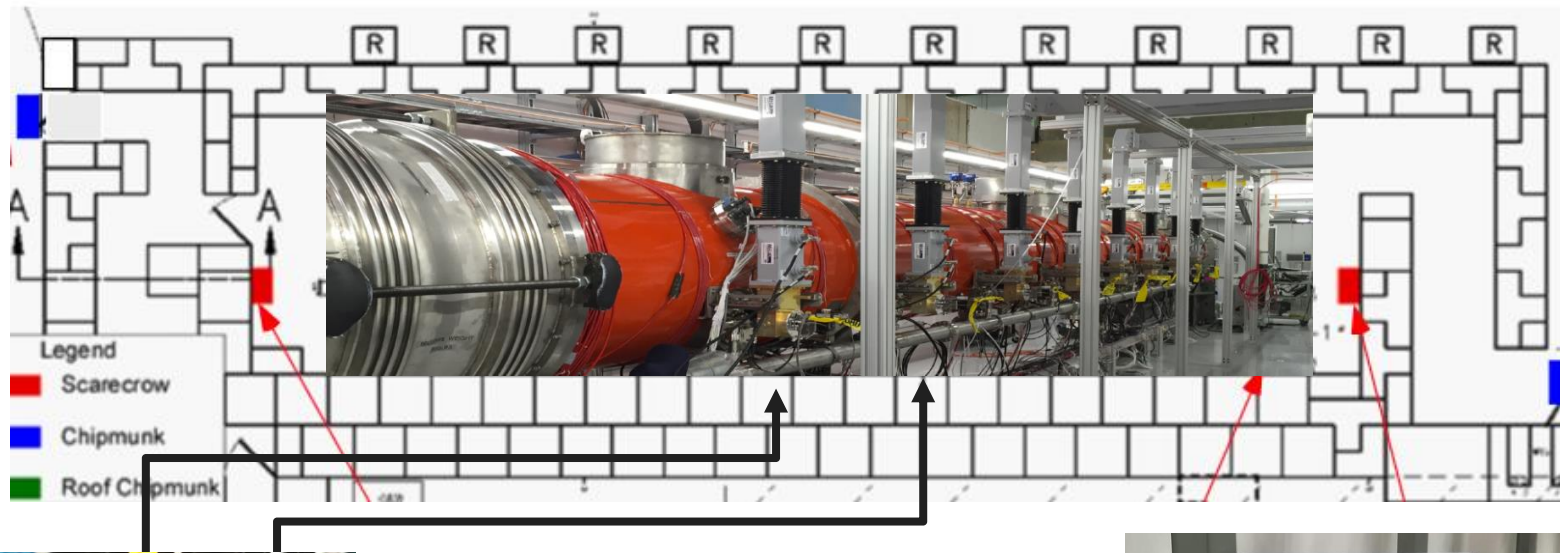 R R R R R R R R R R R
A A
Legend
Scarecrow
Chipmunk
Roof Chipmunk